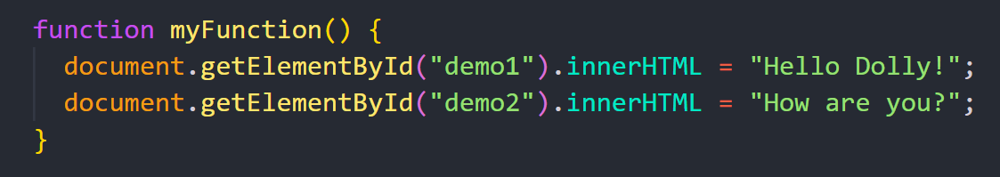 function myFunction() {
  document.getElementById("demo1").innerHTML = "Hello Dolly!";
  document.getElementById("demo2").innerHTML = "How are you?";
}